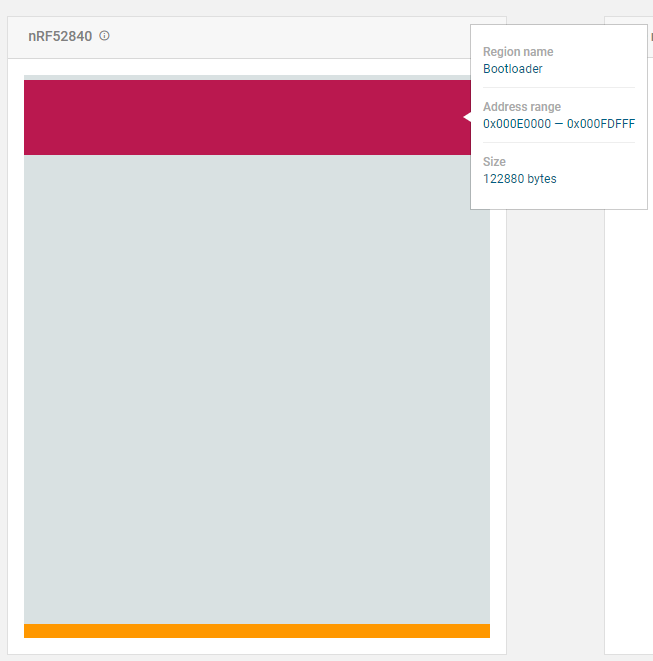 nRF52840
Region name
Bootloader
Address range
0x000E0000 — 0x000FDFFF
Size
122880 bytes